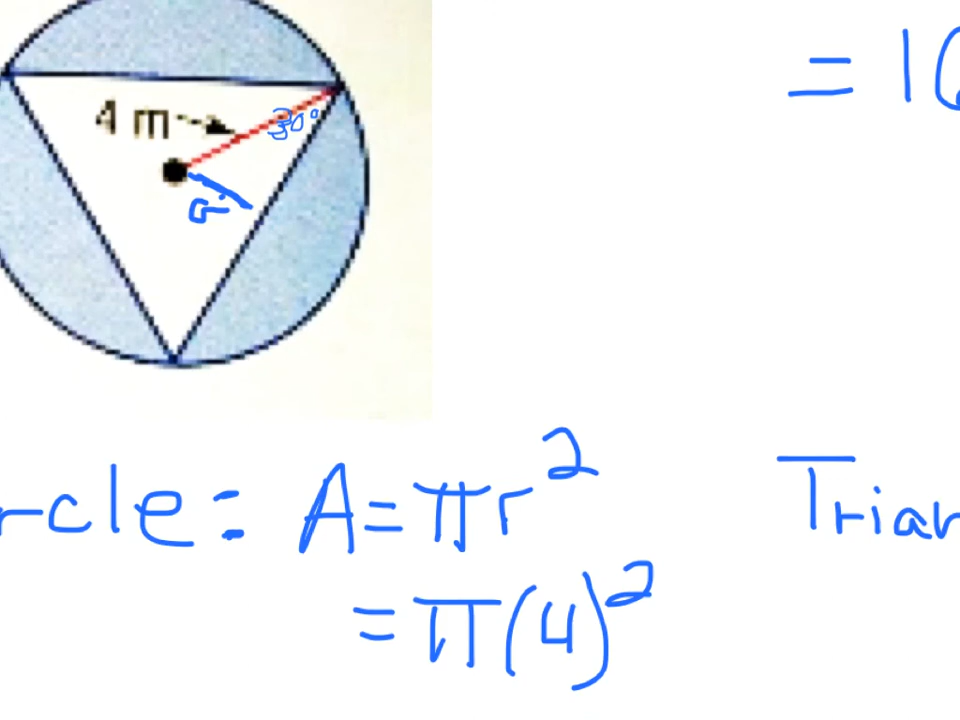 = 16
4 m
30°
a
rcle: A = πr²
Trian
= π(4)²